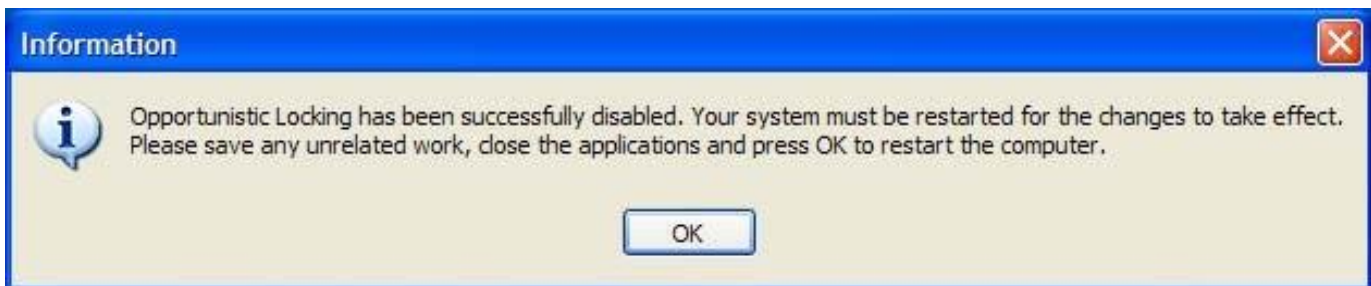 Information
Opportunistic Locking has been successfully disabled. Your system must be restarted for the changes to take effect.
Please save any unrelated work, close the applications and press OK to restart the computer.
OK